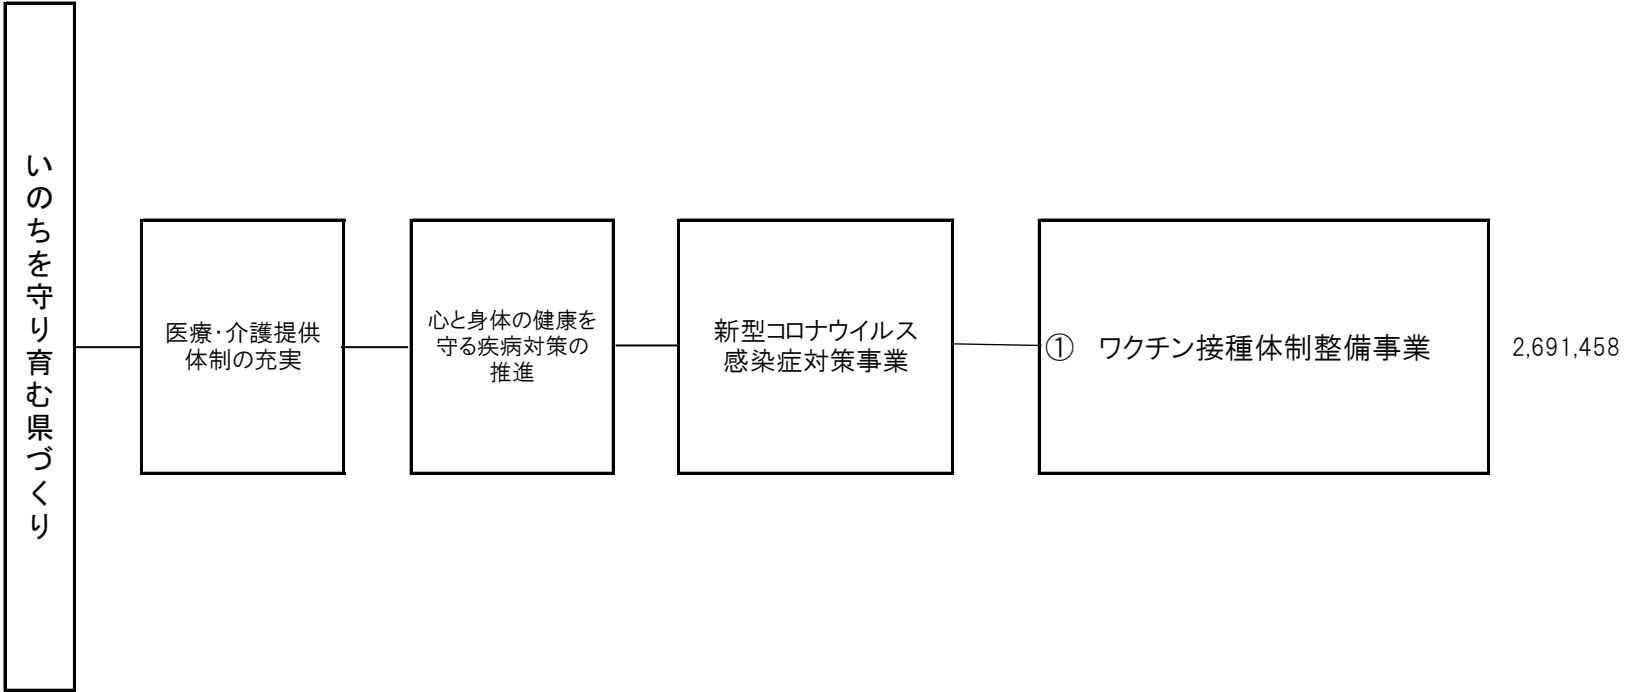 いのちを守り育む県づくり
医療・介護提供
体制の充実
心と身体の健康を
守る疾病対策の
推進
新型コロナウイルス
感染症対策事業
① ワクチン接種体制整備事業
2,691,458